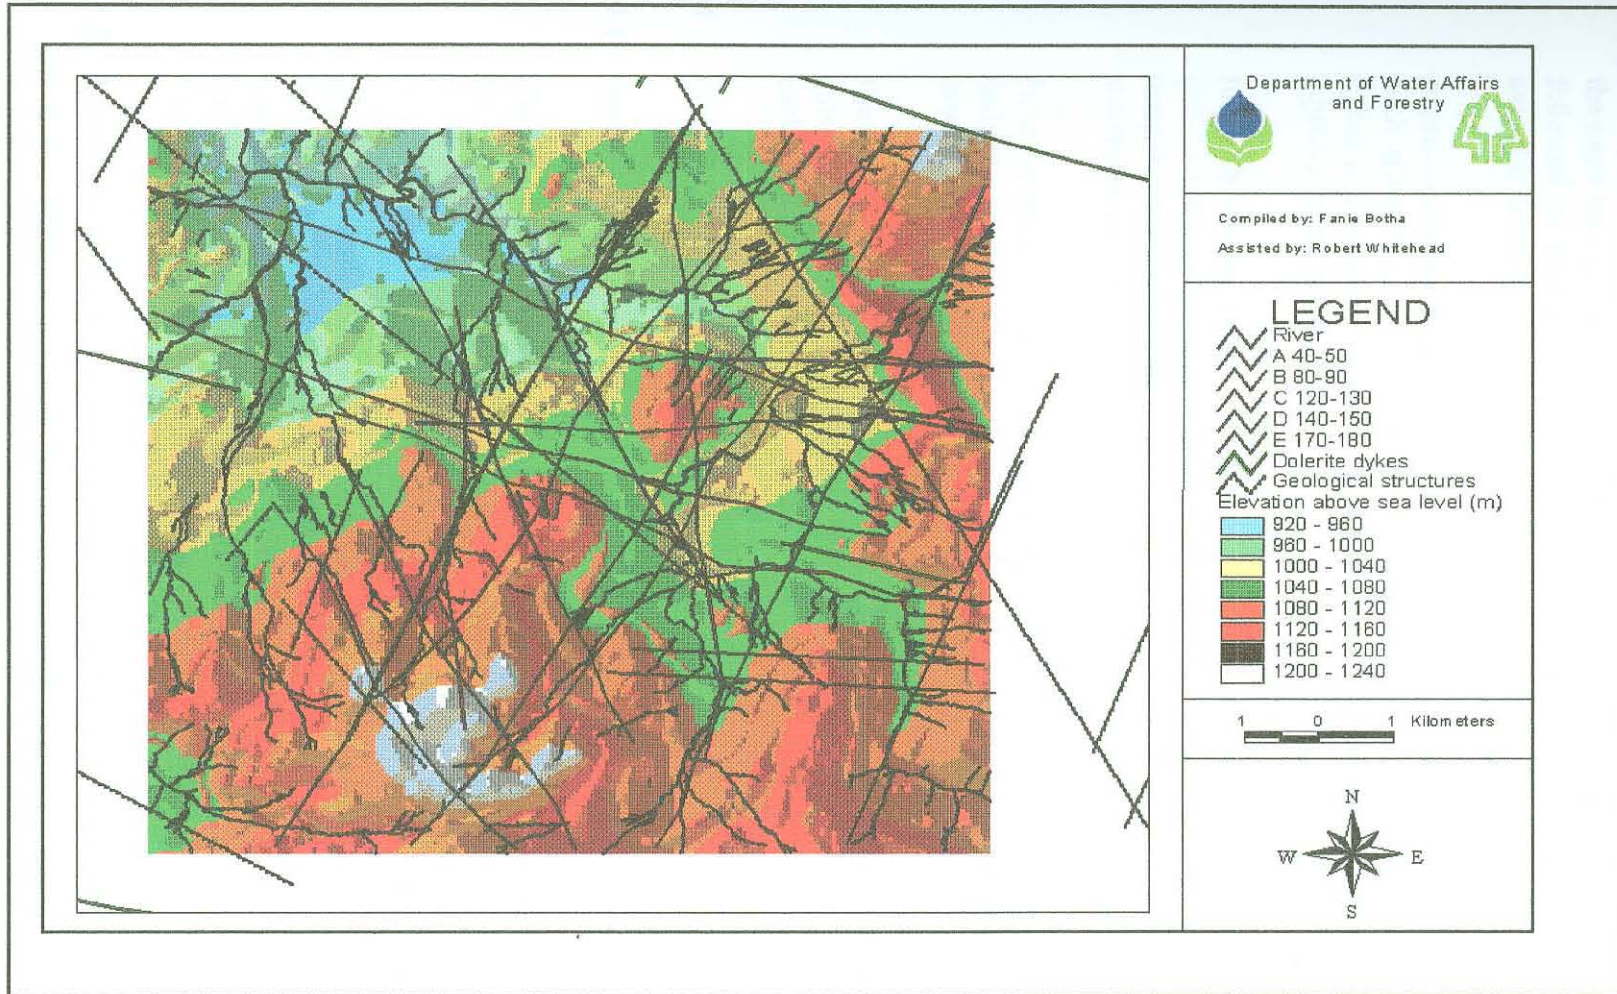 Department of Water Affairs
and Forestry
Compiled by: Fanie Botha
Assisted by: Robert Whitehead
LEGEND
River
A 40-50
B 80-90
C 120-130
D 140-150
E 170-180
Dolerite dykes
Geological structures
Elevation above sea level (m)
920 - 960
960 - 1000
1000 - 1040
1040 - 1080
1080 - 1120
1120 - 1160
1160 - 1200
1200 - 1240
1 0 1 Kilometers
N
W E
S